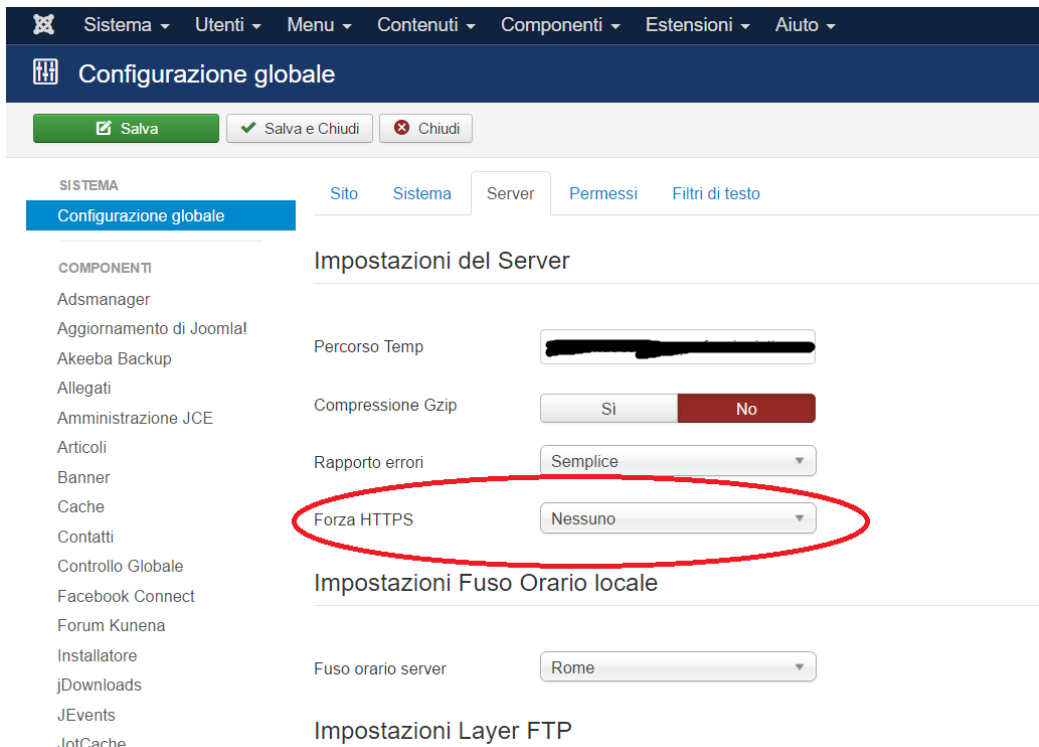 Sistema Utenti Menu Contenuti Componenti Estensioni Aiuto
Configurazione globale
Salva Salva e Chiudi Chiudi
SISTEMA
Configurazione globale
COMPONENTI
Adsmanager
Aggiornamento di Joomla!
Akeeba Backup
Allegati
Amministrazione JCE
Articoli
Banner
Cache
Contatti
Controllo Globale
Facebook Connect
Forum Kunena
Installatore
jDownloads
JEvents
JotCache
Sito Sistema Server Permessi Filtri di testo
Impostazioni del Server
Percorso Temp
Compressione Gzip Sì No
Rapporto errori Semplice
Forza HTTPS Nessuno
Impostazioni Fuso Orario locale
Fuso orario server Rome
Impostazioni Layer FTP